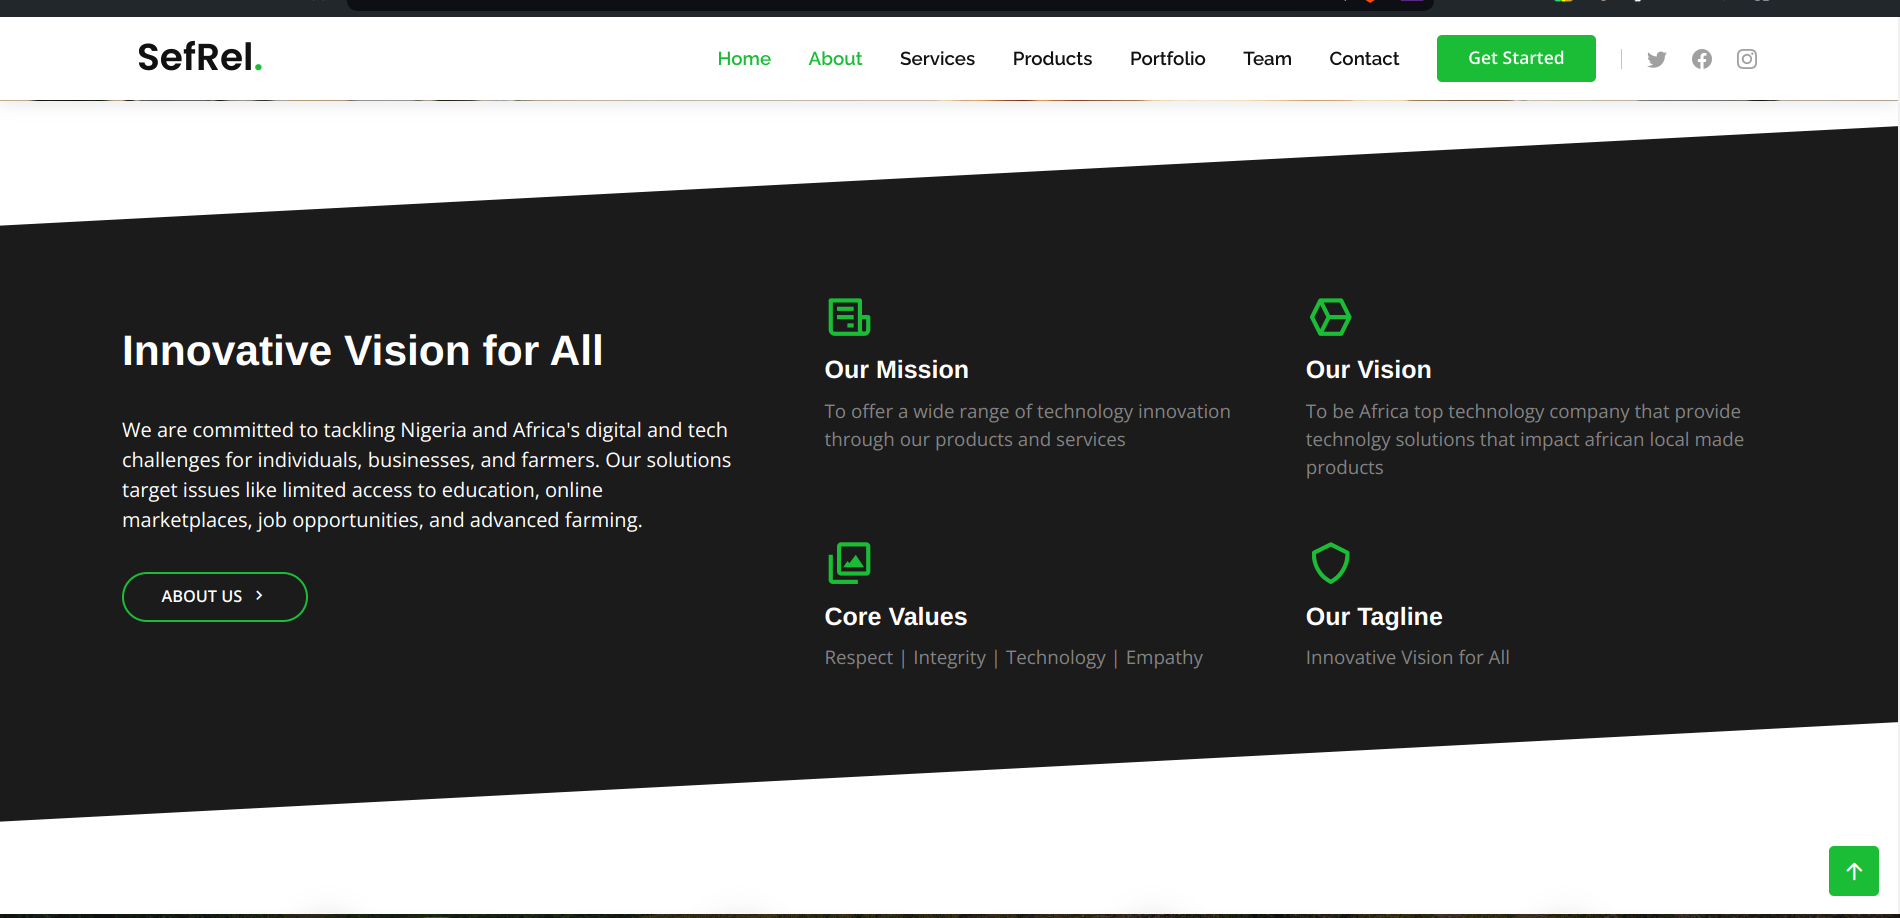 SefRel.
Home About Services Products Portfolio Team Contact Get Started
Innovative Vision for All
We are committed to tackling Nigeria and Africa's digital and tech
challenges for individuals, businesses, and farmers. Our solutions
target issues like limited access to education, online
marketplaces, job opportunities, and advanced farming.
ABOUT US
Our Mission
To offer a wide range of technology innovation
through our products and services
Our Vision
To be Africa top technology company that provide
technolgy solutions that impact african local made
products
Core Values
Respect | Integrity | Technology | Empathy
Our Tagline
Innovative Vision for All